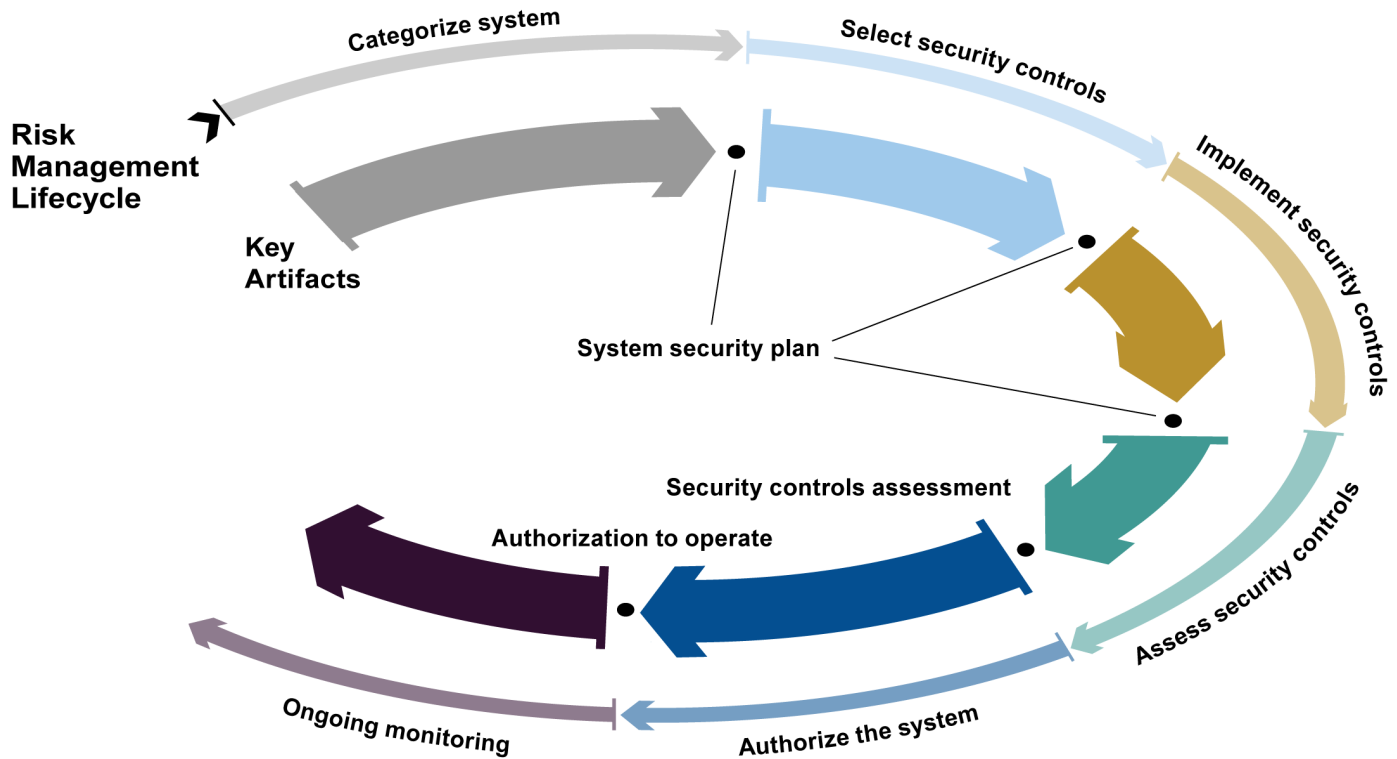 Categorize system
Select security controls
Risk
Management
Lifecycle
Implement security controls
Key
Artifacts
System security plan
Security controls assessment
Authorization to operate
Assess security controls
Authorize the system
Ongoing monitoring